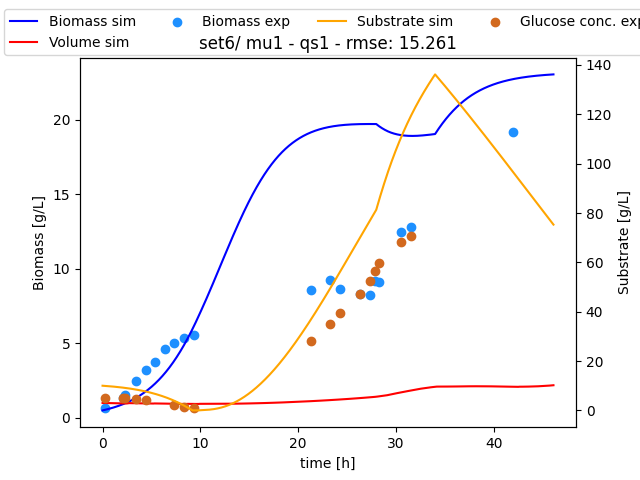 Biomass sim Biomass exp Substrate sim Glucose conc. exp
Volume sim
set6/ mu1 - qs1 - rmse: 15.261
Biomass [g/L]
20
15
10
5
0
Substrate [g/L]
140
120
100
80
60
40
20
0
0 10 20 30 40
time [h]